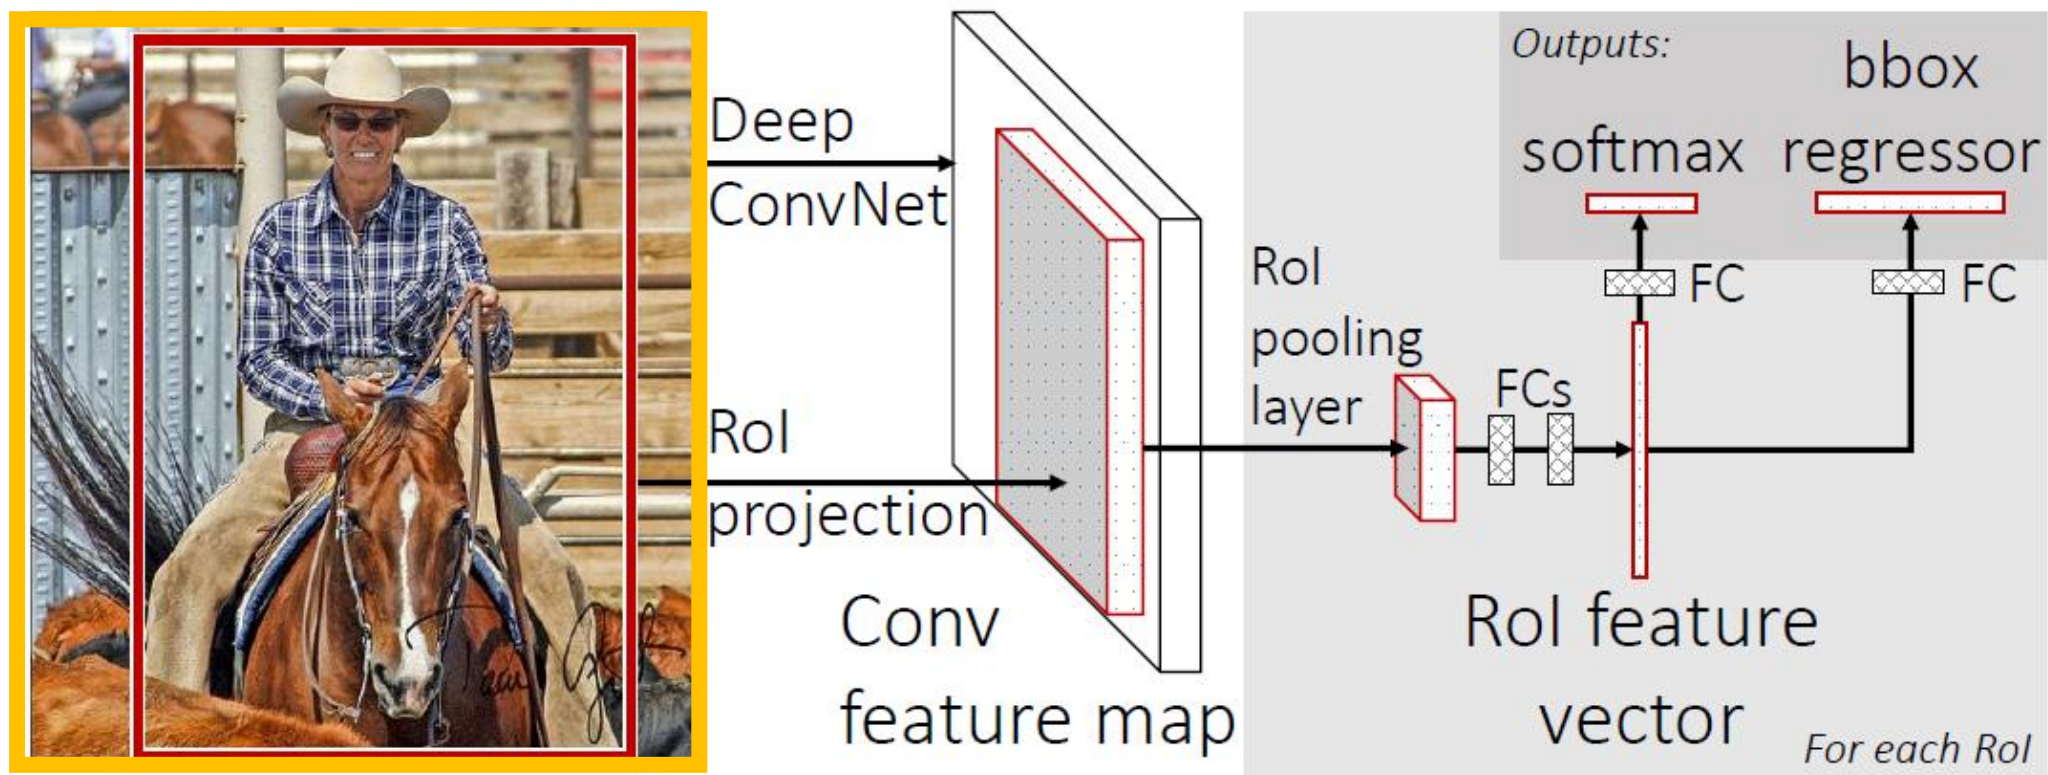 Deep
ConvNet
RoI
projection
Conv
feature map
RoI
pooling
layer
FCs
RoI feature
vector
For each RoI
FC
FC
Outputs:
softmax
bbox
regressor